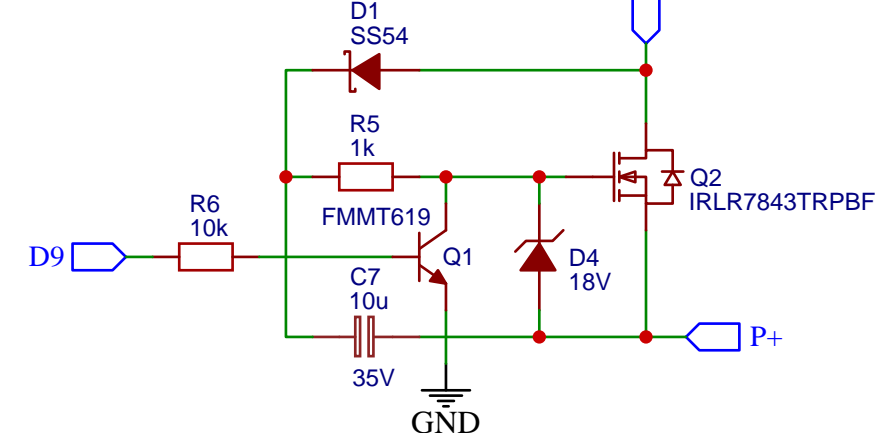 D1
SS54
R5
1k
Q2
IRLR7843TRPBF
R6
10k
FMMT619
D9
Q1
D4
18V
C7
10u
P+
35V
GND